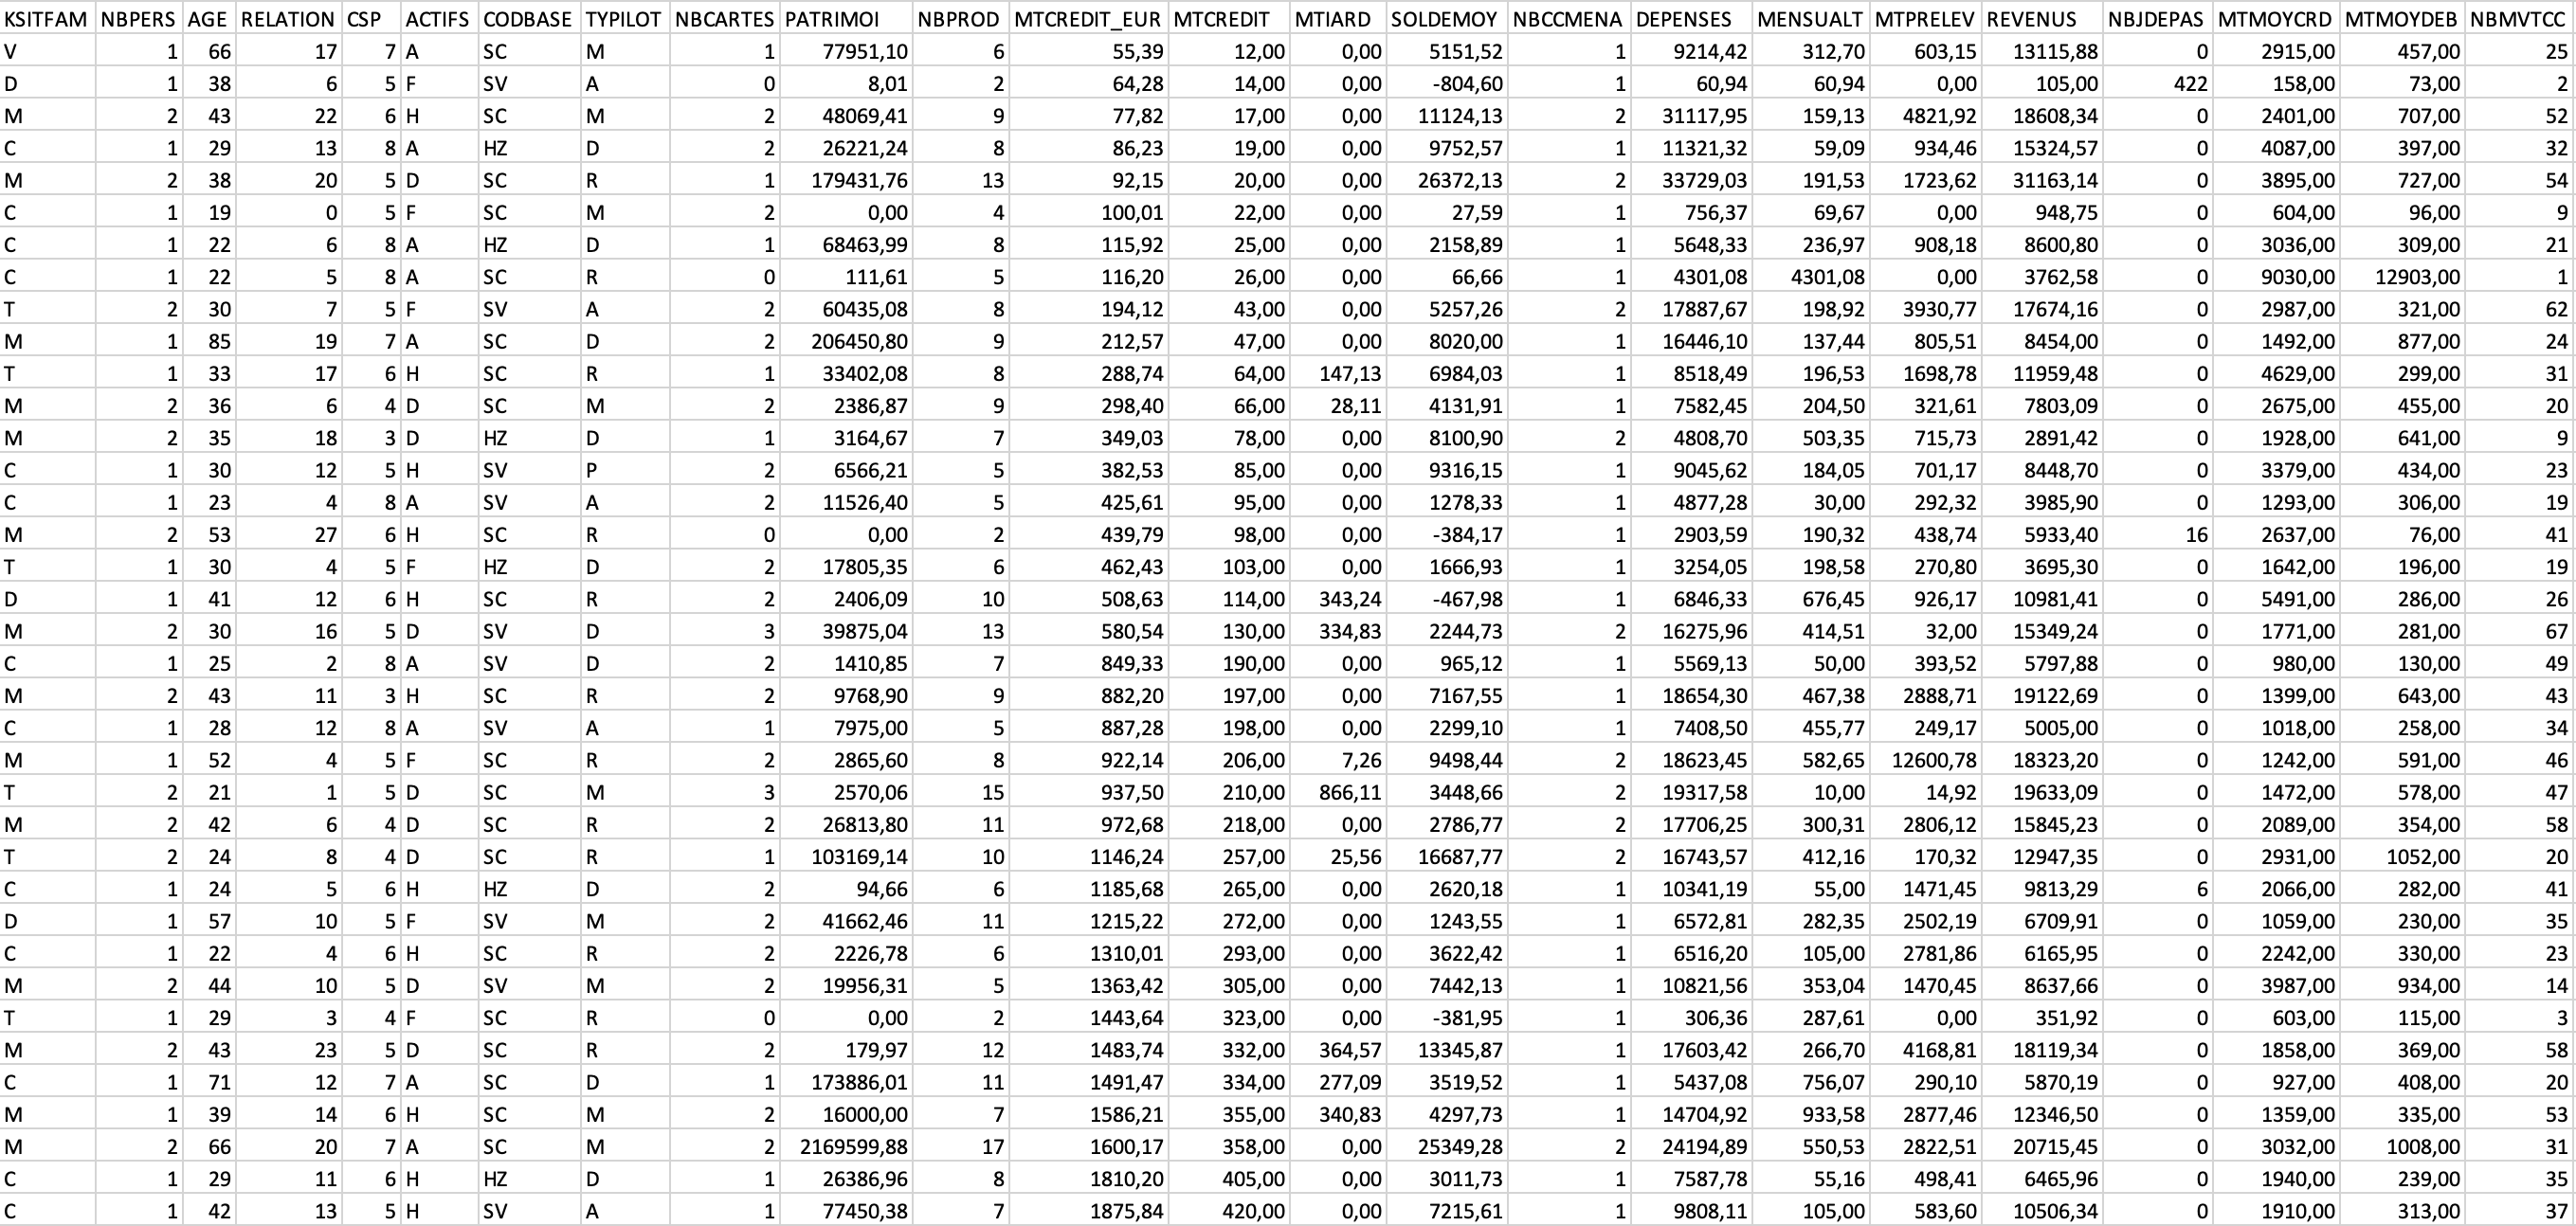 KSITFAM NBPERS AGE RELATION CSP ACTIFS CODBASE TYPILOT NBCARTES PATRIMOI NBPROD MTCREDIT_EUR MTCREDIT MTIARD SOLDEMOY NBCCMENA DEPENSES MENSUALT MTPRELEV REVENUS NBJDEPAS MTMOYCRD MTMOYDEB NBMVTCC
V 1 66 17 7 A SC M 1 77951,10 6 55,39 12,00 0,00 5151,52 1 9214,42 312,70 603,15 13115,88 0 2915,00 457,00 25
D 1 38 6 5 F SV A 0 8,01 2 64,28 14,00 0,00 -804,60 1 60,94 60,94 0,00 105,00 422 158,00 73,00 2
M 2 43 22 6 H SC M 2 48069,41 9 77,82 17,00 0,00 11124,13 2 31117,95 159,13 4821,92 18608,34 0 2401,00 707,00 52
C 1 29 13 8 A HZ D 2 26221,24 8 86,23 19,00 0,00 9752,57 1 11321,32 59,09 934,46 15324,57 0 4087,00 397,00 32
M 2 38 20 5 D SC R 1 179431,76 13 92,15 20,00 0,00 26372,13 2 33729,03 191,53 1723,62 31163,14 0 3895,00 727,00 54
C 1 19 0 5 F SC M 2 0,00 4 100,01 22,00 0,00 27,59 1 756,37 69,67 0,00 948,75 0 604,00 96,00 9
C 1 22 6 8 A HZ D 1 68463,99 8 115,92 25,00 0,00 2158,89 1 5648,33 236,97 908,18 8600,80 0 3036,00 309,00 21
C 1 22 5 8 A SC R 0 111,61 5 116,20 26,00 0,00 66,66 1 4301,08 4301,08 0,00 3762,58 0 9030,00 12903,00 1
T 2 30 7 5 F SV A 2 60435,08 8 194,12 43,00 0,00 5257,26 2 17887,67 198,92 3930,77 17674,16 0 2987,00 321,00 62
M 1 85 19 7 A SC D 2 206450,80 9 212,57 47,00 0,00 8020,00 1 16446,10 137,44 805,51 8454,00 0 1492,00 877,00 24
T 1 33 17 6 H SC R 1 33402,08 8 288,74 64,00 147,13 6984,03 1 8518,49 196,53 1698,78 11959,48 0 4629,00 299,00 31
M 2 36 6 4 D SC M 2 2386,87 9 298,40 66,00 28,11 4131,91 1 7582,45 204,50 321,61 7803,09 0 2675,00 455,00 20
M 2 35 18 3 D HZ D 1 3164,67 7 349,03 78,00 0,00 8100,90 2 4808,70 503,35 715,73 2891,42 0 1928,00 641,00 9
C 1 30 12 5 H SV P 2 6566,21 5 382,53 85,00 0,00 9316,15 1 9045,62 184,05 701,17 8448,70 0 3379,00 434,00 23
C 1 23 4 8 A SV A 2 11526,40 5 425,61 95,00 0,00 1278,33 1 4877,28 30,00 292,32 3985,90 0 1293,00 306,00 19
M 2 53 27 6 H SC R 0 0,00 2 439,79 98,00 0,00 -384,17 1 2903,59 190,32 438,74 5933,40 16 2637,00 76,00 41
T 1 30 4 5 F HZ D 2 17805,35 6 462,43 103,00 0,00 1666,93 1 3254,05 198,58 270,80 3695,30 0 1642,00 196,00 19
D 1 41 12 6 H SC R 2 2406,09 10 508,63 114,00 343,24 -467,98 1 6846,33 676,45 926,17 10981,41 0 5491,00 286,00 26
M 2 30 16 5 D SV D 3 39875,04 13 580,54 130,00 334,83 2244,73 2 16275,96 414,51 32,00 15349,24 0 1771,00 281,00 67
C 1 25 2 8 A SV D 2 1410,85 7 849,33 190,00 0,00 965,12 1 5569,13 50,00 393,52 5797,88 0 980,00 130,00 49
M 2 43 11 3 H SC R 2 9768,90 9 882,20 197,00 0,00 7167,55 1 18654,30 467,38 2888,71 19122,69 0 1399,00 643,00 43
C 1 28 12 8 A SV A 1 7975,00 5 887,28 198,00 0,00 2299,10 1 7408,50 455,77 249,17 5005,00 0 1018,00 258,00 34
M 1 52 4 5 F SC R 2 2865,60 8 922,14 206,00 7,26 9498,44 2 18623,45 582,65 12600,78 18323,20 0 1242,00 591,00 46
T 2 21 1 5 D SC M 3 2570,06 15 937,50 210,00 866,11 3448,66 2 19317,58 10,00 14,92 19633,09 0 1472,00 578,00 47
M 2 42 6 4 D SC R 2 26813,80 11 972,68 218,00 0,00 2786,77 2 17706,25 300,31 2806,12 15845,23 0 2089,00 354,00 58
T 2 24 8 4 D SC R 1 103169,14 10 1146,24 257,00 25,56 16687,77 2 16743,57 412,16 170,32 12947,35 0 2931,00 1052,00 20
C 1 24 5 6 H HZ D 2 94,66 6 1185,68 265,00 0,00 2620,18 1 10341,19 55,00 1471,45 9813,29 6 2066,00 282,00 41
D 1 57 10 5 F SV M 2 41662,46 11 1215,22 272,00 0,00 1243,55 1 6572,81 282,35 2502,19 6709,91 0 1059,00 230,00 35
C 1 22 4 6 H SC R 2 2226,78 6 1310,01 293,00 0,00 3622,42 1 6516,20 105,00 2781,86 6165,95 0 2242,00 330,00 23
M 2 44 10 5 D SV M 2 19956,31 5 1363,42 305,00 0,00 7442,13 1 10821,56 353,04 1470,45 8637,66 0 3987,00 934,00 14
T 1 29 3 4 F SC R 0 0,00 2 1443,64 323,00 0,00 -381,95 1 306,36 287,61 0,00 351,92 0 603,00 115,00 3
M 2 43 23 5 D SC R 2 179,97 12 1483,74 332,00 364,57 13345,87 1 17603,42 266,70 4168,81 18119,34 0 1858,00 369,00 58
C 1 71 12 7 A SC D 1 173886,01 11 1491,47 334,00 277,09 3519,52 1 5437,08 756,07 290,10 5870,19 0 927,00 408,00 20
M 1 39 14 6 H SC M 2 16000,00 7 1586,21 355,00 340,83 4297,73 1 14704,92 933,58 2877,46 12346,50 0 1359,00 335,00 53
M 2 66 20 7 A SC M 2 2169599,88 17 1600,17 358,00 0,00 25349,28 2 24194,89 550,53 2822,51 20715,45 0 3032,00 1008,00 31
C 1 29 11 6 H HZ D 1 26386,96 8 1810,20 405,00 0,00 3011,73 1 7587,78 55,16 498,41 6465,96 0 1940,00 239,00 35
C 1 42 13 5 H SV A 1 77450,38 7 1875,84 420,00 0,00 7215,61 1 9808,11 105,00 583,60 10506,34 0 1910,00 313,00 37